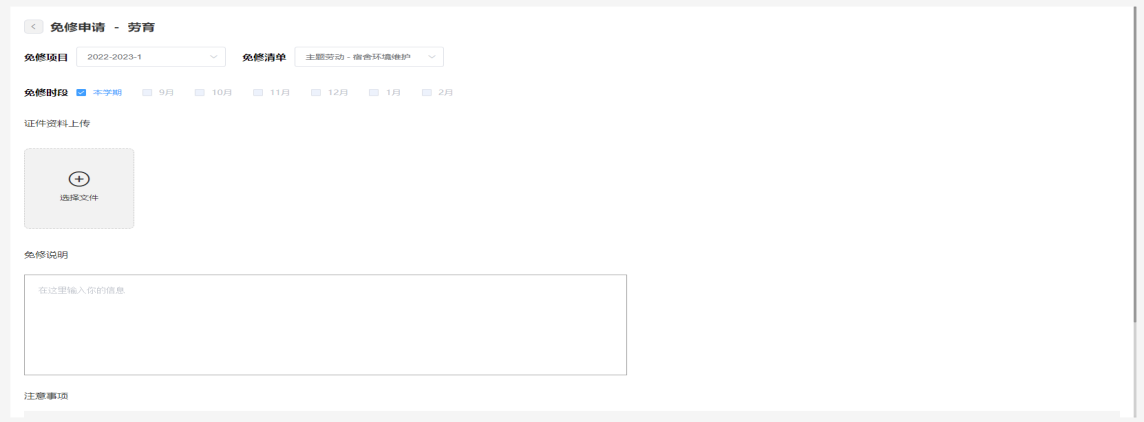 免修申请 - 劳育
免修项目 2022-2023-1 免修清单 主题劳动 - 宿舍环境维护
免修时段 本学期 9月 10月 11月 12月 1月 2月
证件资料上传
选择文件
免修说明
在这里输入你的信息
注意事项